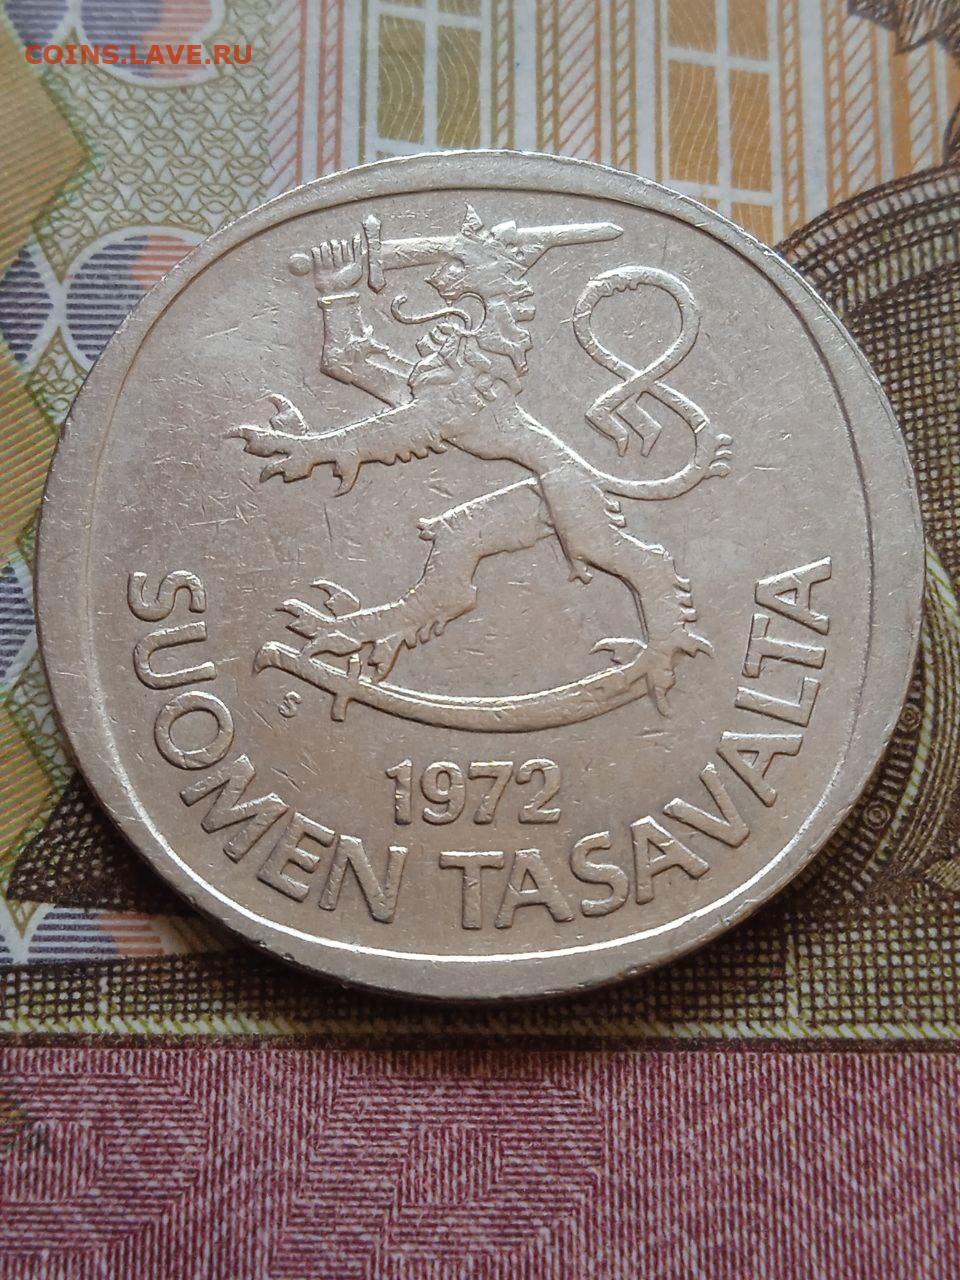 COINS.LAVE.RU
S
1972
SUOMEN TASAVALTA